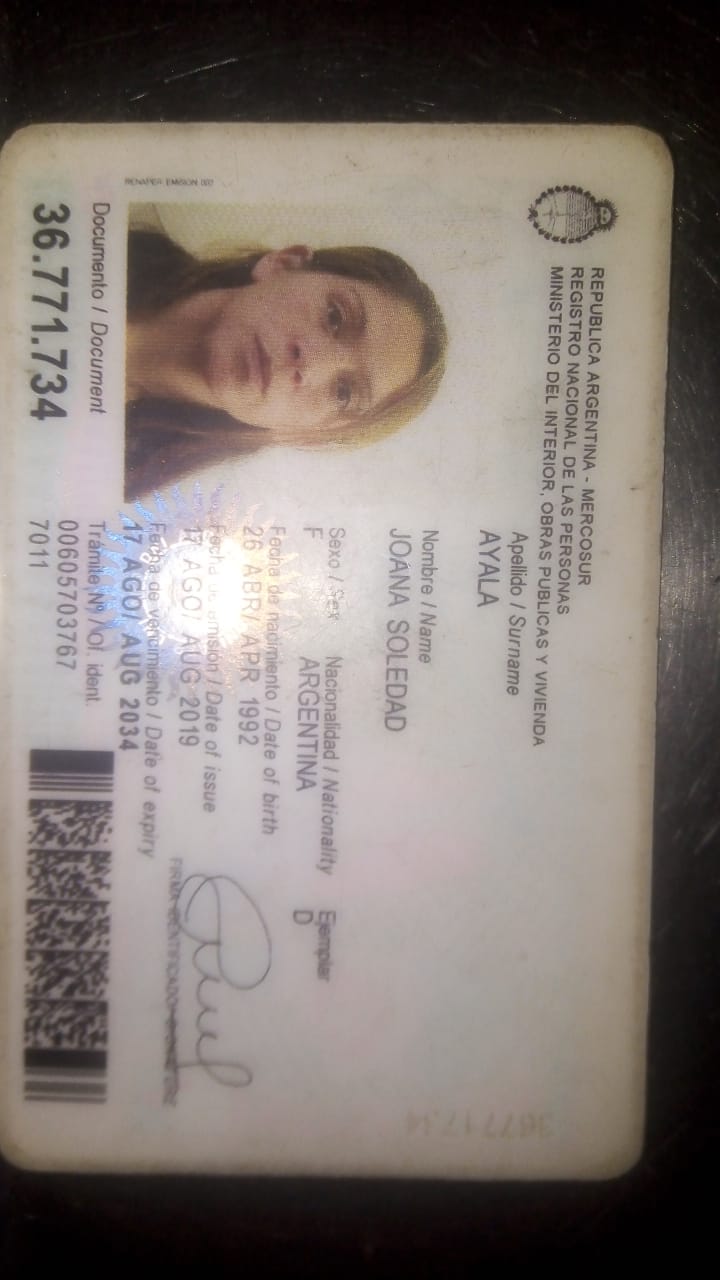 REPUBLICA ARGENTINA - MERCOSUR
REGISTRO NACIONAL DE LAS PERSONAS
MINISTERIO DEL INTERIOR, OBRAS PUBLICAS Y VIVIENDA
RENAPER EMISION 007
Apellido / Surname
AYALA
Nombre / Name
JOANA SOLEDAD
Sexo / Sex Nacionalidad / Nationality Ejemplar
F ARGENTINA D
Fecha de nacimiento / Date of birth
26 ABR/ APR 1992
Fecha de emisión / Date of issue
17 AGO/ AUG 2019
Fecha de vencimiento / Date of expiry
17 AGO/ AUG 2034
FIRMA IDENTIFICADO
Documento / Document
36.771.734
Trámite Nº / Of. ident.
00605703767
7011